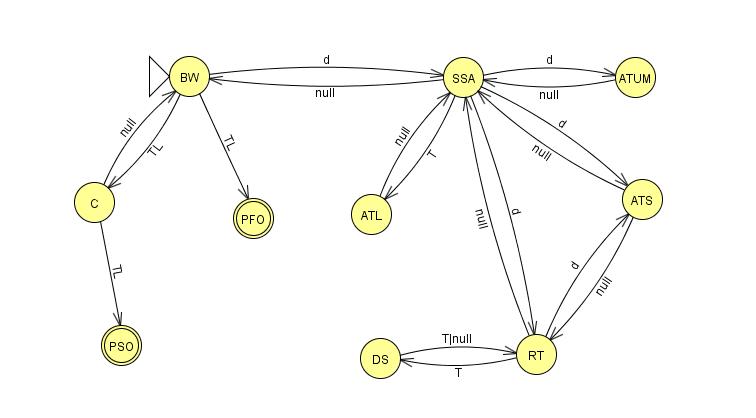 d
d
BW
SSA
ATUM
null
null
null
TL
TL
null
T
d
null
C
PFO
ATL
ATS
null
d
TL
d
null
T|null
PSO
DS
RT
T